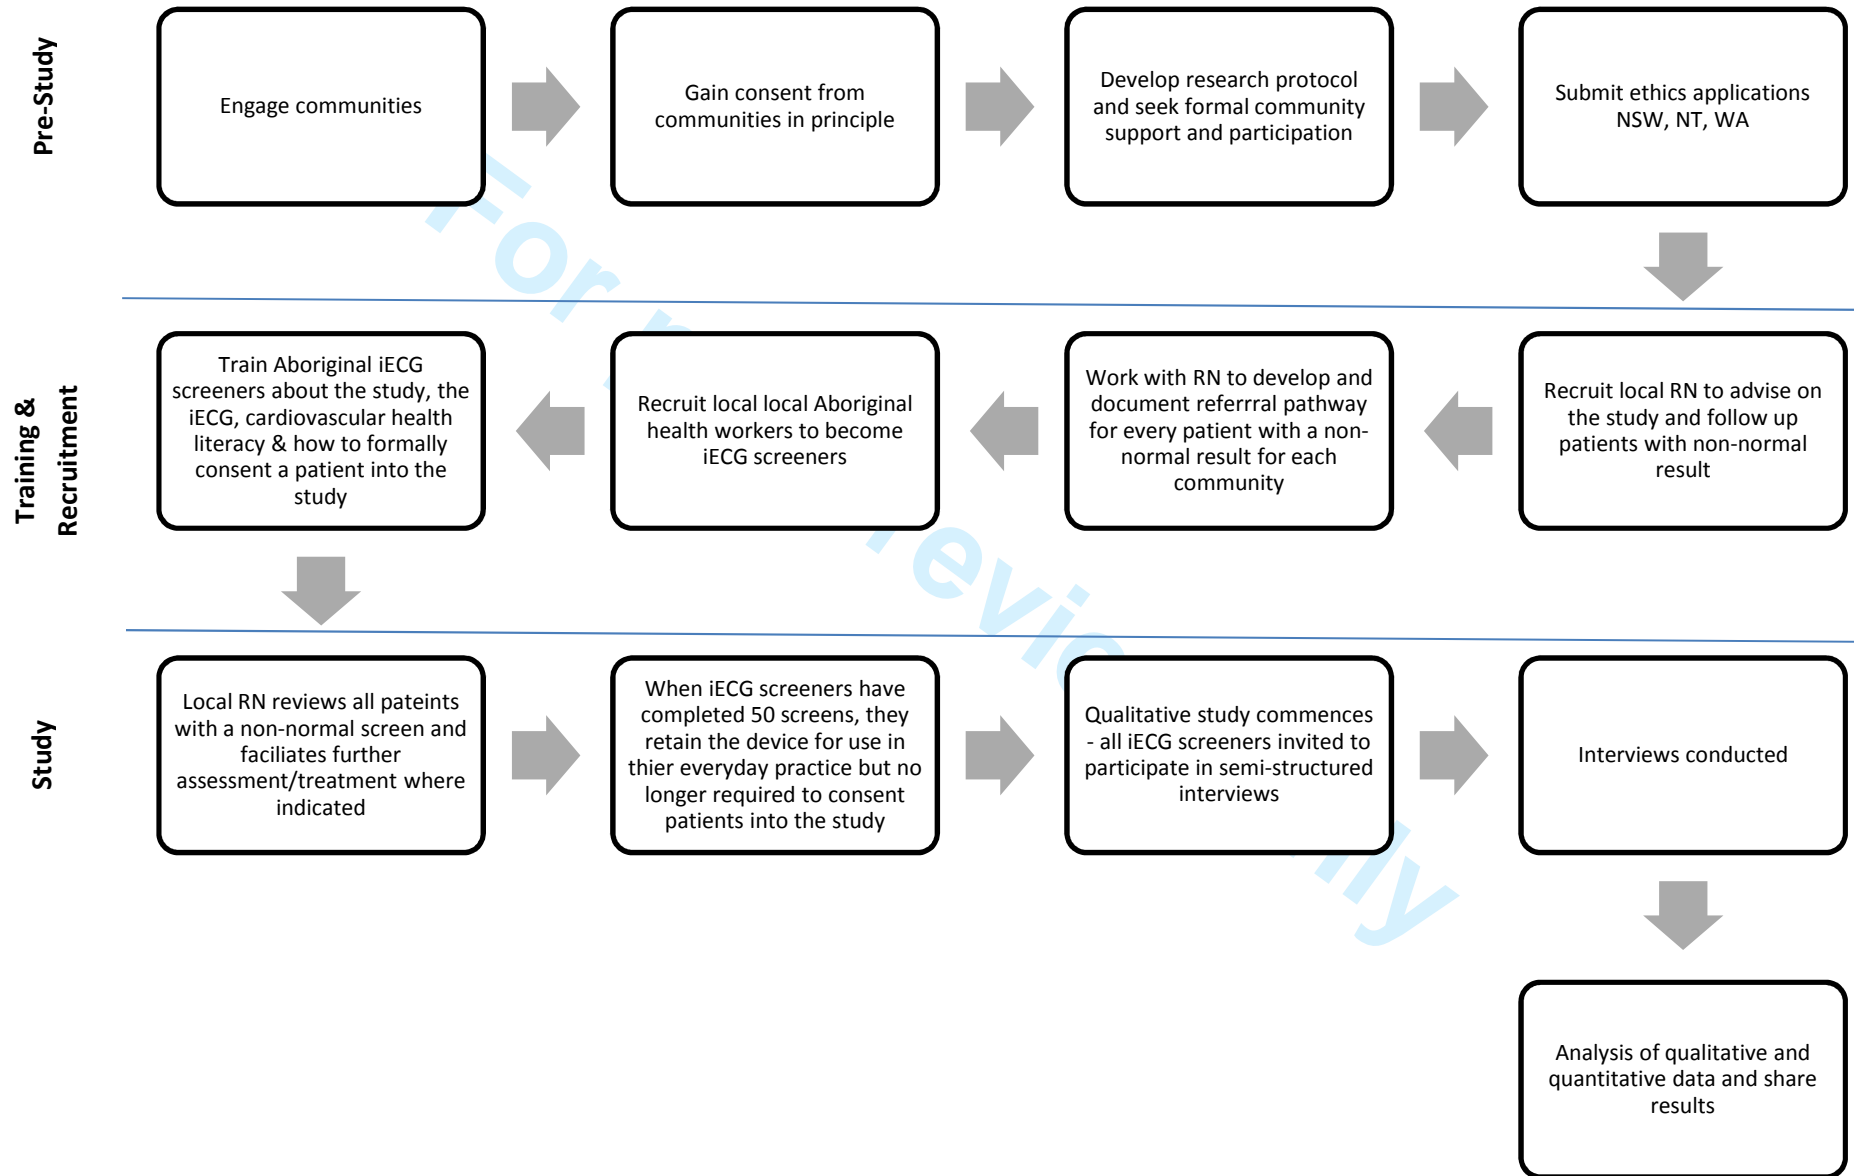 Pre-Study
Engage communities
Gain consent from
communities in principle
Develop research protocol
and seek formal community
support and participation
Submit ethics applications
NSW, NT, WA
Training &
Recruitment
Train Aboriginal iECG
screeners about the study, the
iECG, cardiovascular health
literacy & how to formally
consent a patient into the
study
Recruit local local Aboriginal
health workers to become
iECG screeners
Work with RN to develop and
document referrral pathway
for every patient with a non-
normal result for each
community
Recruit local RN to advise on
the study and follow up
patients with non-normal
result
Study
Local RN reviews all pateints
with a non-normal screen and
faciliates further
assessment/treatment where
indicated
When iECG screeners have
completed 50 screens, they
retain the device for use in
thier everyday practice but no
longer required to consent
patients into the study
Qualitative study commences
- all iECG screeners invited to
participate in semi-structured
interviews
Interviews conducted
Analysis of qualitative and
quantitative data and share
results
For